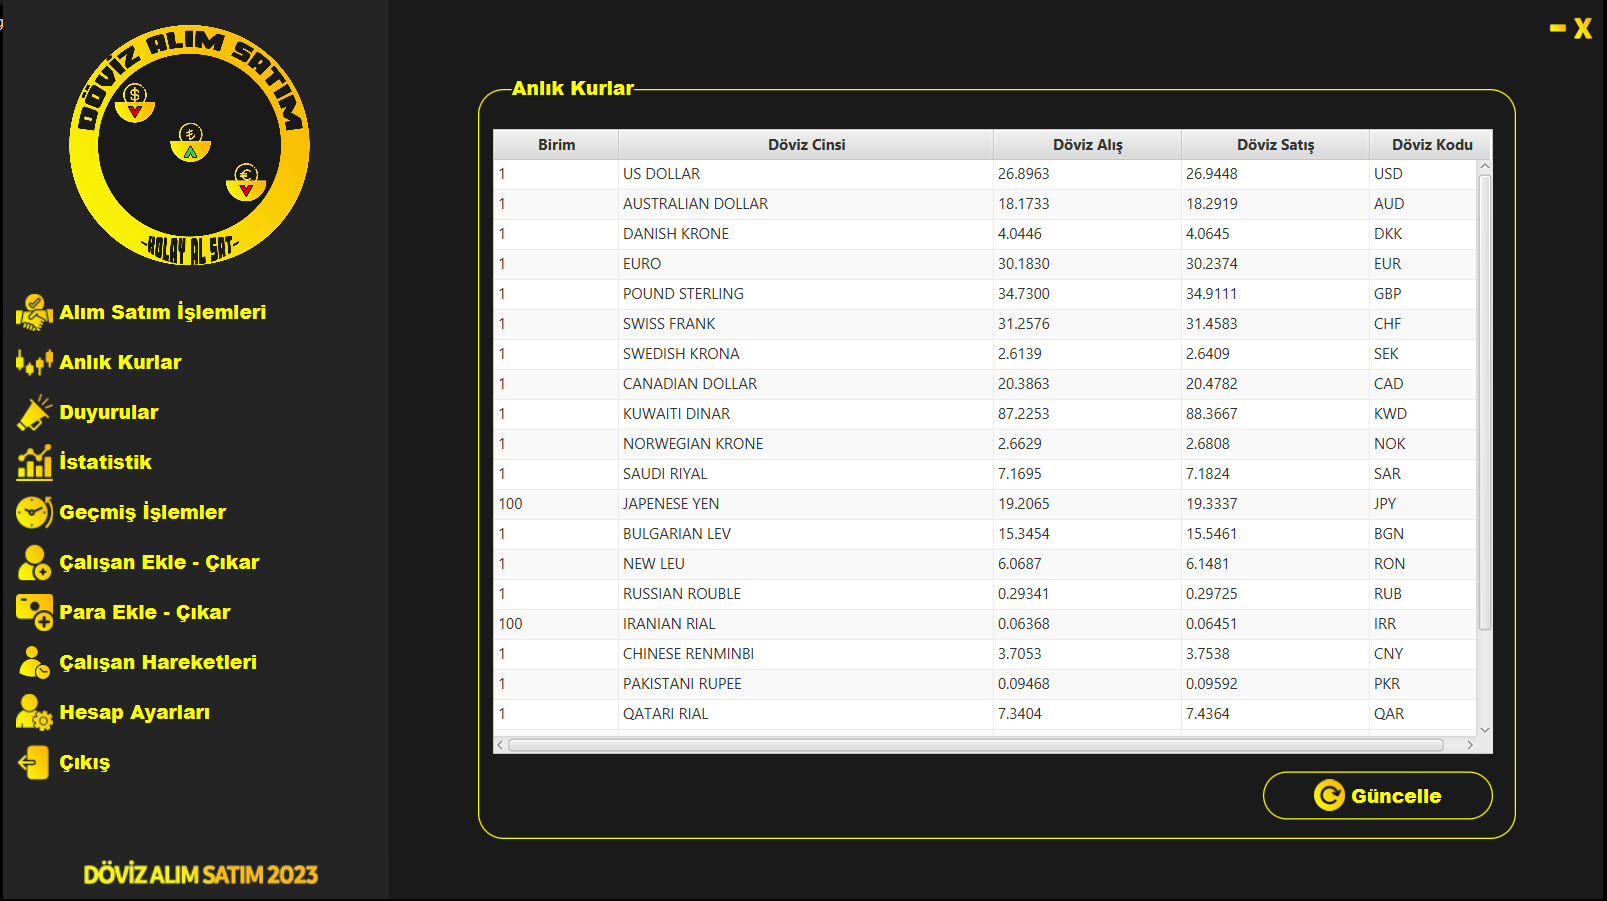 DÖVİZ ALIM SATIM
-KOLAY AL SAT-
Alım Satım İşlemleri
Anlık Kurlar
Duyurular
İstatistik
Geçmiş İşlemler
Çalışan Ekle - Çıkar
Para Ekle - Çıkar
Çalışan Hareketleri
Hesap Ayarları
Çıkış
DÖVİZ ALIM SATIM 2023
X
Anlık Kurlar
Birim Döviz Cinsi Döviz Alış Döviz Satış Döviz Kodu
1 US DOLLAR 26.8963 26.9448 USD
1 AUSTRALIAN DOLLAR 18.1733 18.2919 AUD
1 DANISH KRONE 4.0446 4.0645 DKK
1 EURO 30.1830 30.2374 EUR
1 POUND STERLING 34.7300 34.9111 GBP
1 SWISS FRANK 31.2576 31.4583 CHF
1 SWEDISH KRONA 2.6139 2.6409 SEK
1 CANADIAN DOLLAR 20.3863 20.4782 CAD
1 KUWAITI DINAR 87.2253 88.3667 KWD
1 NORWEGIAN KRONE 2.6629 2.6808 NOK
1 SAUDI RIYAL 7.1695 7.1824 SAR
100 JAPENESE YEN 19.2065 19.3337 JPY
1 BULGARIAN LEV 15.3454 15.5461 BGN
1 NEW LEU 6.0687 6.1481 RON
1 RUSSIAN ROUBLE 0.29341 0.29725 RUB
100 IRANIAN RIAL 0.06368 0.06451 IRR
1 CHINESE RENMINBI 3.7053 3.7538 CNY
1 PAKISTANI RUPEE 0.09468 0.09592 PKR
1 QATARI RIAL 7.3404 7.4364 QAR
Güncelle